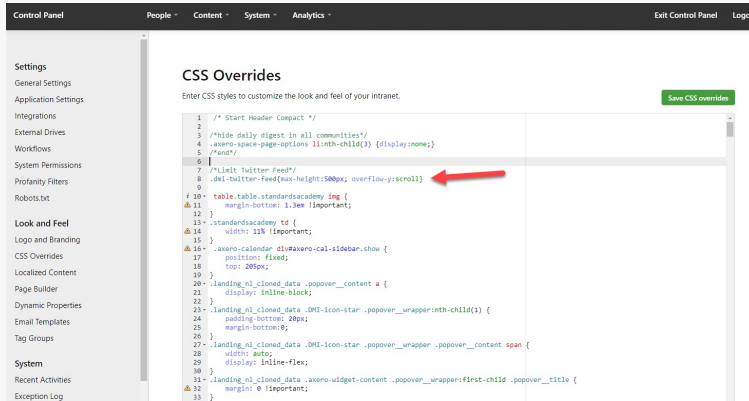 Control Panel People Content System Analytics Exit Control Panel Logo
Settings
General Settings
Application Settings
Integrations
External Drives
Workflows
System Permissions
Profanity Filters
Robots.txt
Look and Feel
Logo and Branding
CSS Overrides
Localized Content
Page Builder
Dynamic Properties
Email Templates
Tag Groups
System
Recent Activities
Exception Log
CSS Overrides
Enter CSS styles to customize the look and feel of your intranet.
Save CSS overrides
1 /* Start Header Compact */
2
3 /*hide daily digest in all communities*/
4 .axero-space-page-options li:nth-child(3) {display:none;}
5 /*end*/
6
7 /*Limit Twitter Feed*/
8 .dmi-twitter-feed{max-height:500px; overflow-y:scroll}
9
i 10 table.table.standardsacademy img {
11 margin-bottom: 1.3em !important;
12 }
13 .standardsacademy td {
14 width: 11% !important;
15 }
16 .axero-calendar div#axero-cal-sidebar.show {
17 position: fixed;
18 top: 205px;
19 }
20 .landing_nl_cloned_data .popover__content a {
21 display: inline-block;
22 }
23 .landing_nl_cloned_data .DMI-icon-star .popover__wrapper:nth-child(1) {
24 padding-bottom: 20px;
25 margin-bottom:0;
26 }
27 .landing_nl_cloned_data .DMI-icon-star .popover__wrapper .popover__content span {
28 width: auto;
29 display: inline-flex;
30 }
31 .landing_nl_cloned_data .axero-widget-content .popover__wrapper:first-child .popover__title {
32 margin: 0 !important;
33 }